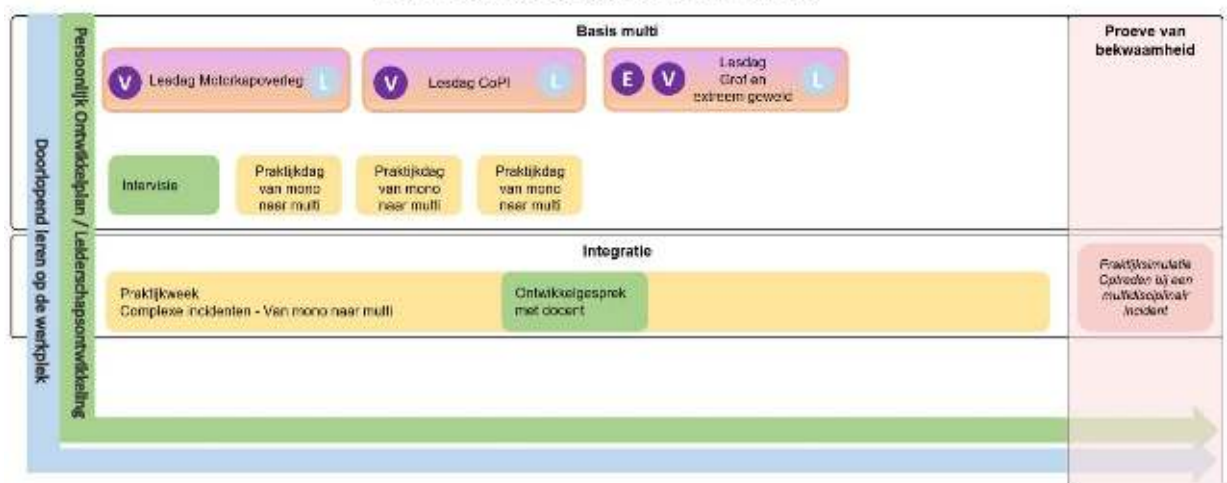 Basis multi
Proeve van
bekwaamheid
V
Lesdag Motorkapoverleg
L
V
Lesdag CoPI
L
E
V
Lesdag
Grof en
extreem geweld
L
Intervisie
Praktijkdag
van mono
naar multi
Praktijkdag
van mono
naar multi
Praktijkdag
van mono
naar multi
Integratie
Praktijkweek
Complexe incidenten - Van mono naar multi
Ontwikkelgesprek
met docent
Praktijksimulatie
Optreden bij een
multidisciplinair
incident
Persoonlijk Ontwikkelplan / Leiderschapsontwikkeling
Doorlopend leren op de werkplek